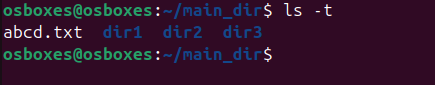 osboxes@osboxes:~/main_dir$ ls -t
abcd.txt  dir1  dir2  dir3
osboxes@osboxes:~/main_dir$